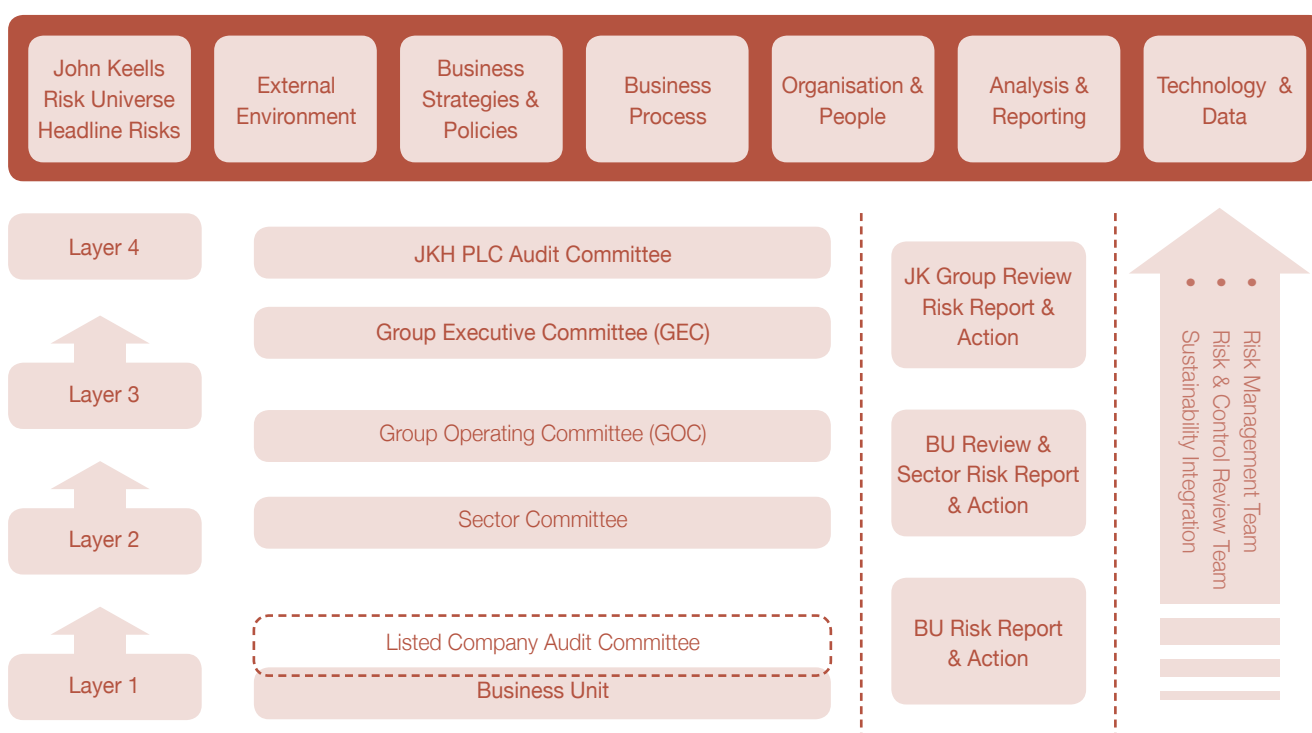 John Keells
Risk Universe
Headline Risks
External
Environment
Business
Strategies &
Policies
Business
Process
Organisation &
People
Analysis &
Reporting
Technology &
Data
Layer 4
Layer 3
Layer 2
Layer 1
JKH PLC Audit Committee
Group Executive Committee (GEC)
Group Operating Committee (GOC)
Sector Committee
Listed Company Audit Committee
Business Unit
JK Group Review
Risk Report &
Action
BU Review &
Sector Risk Report
& Action
BU Risk Report
& Action
• Risk Management Team
• Risk & Control Review Team
• Sustainability Integration